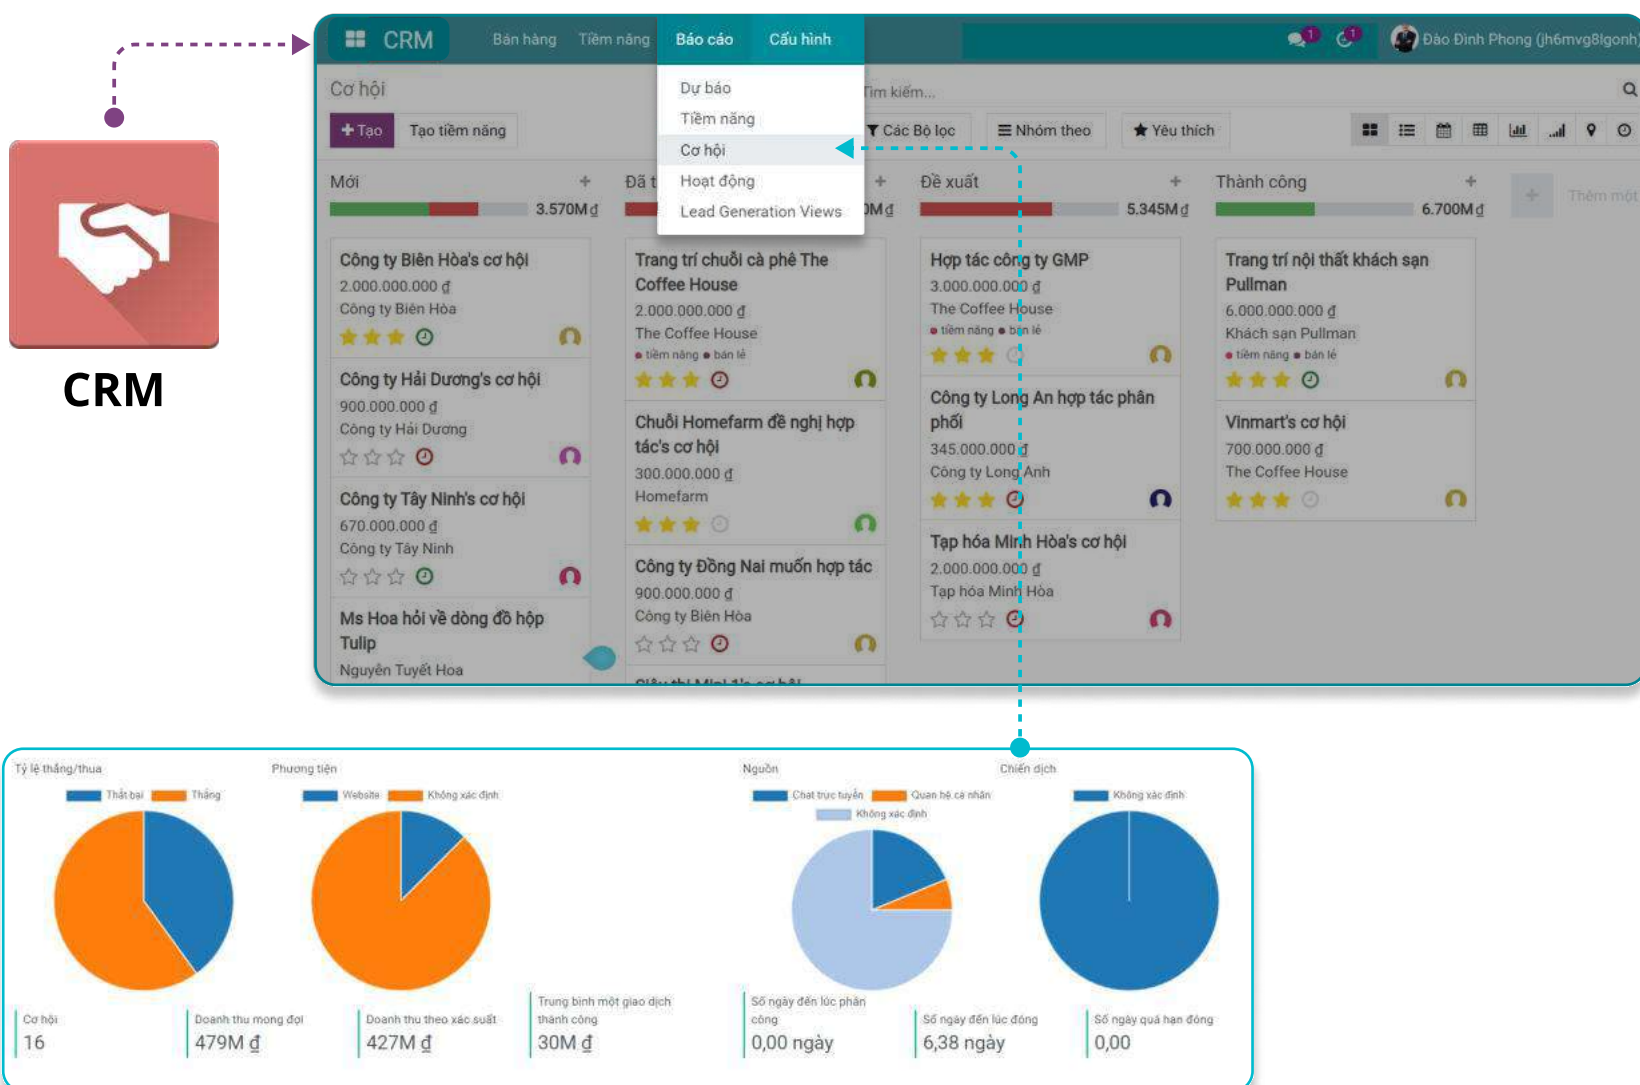 CRM
Bán hàng
Tiềm năng
Báo cáo
Cấu hình
1
1
Đào Đình Phong (jh6mvg8lgonh)
Cơ hội
Tìm kiếm...
Tạo
Tạo tiềm năng
Các Bộ lọc
Nhóm theo
Yêu thích
Dự báo
Tiềm năng
Cơ hội
Hoạt động
Lead Generation Views
CRM
Mới
3.570M₫
Đã t
0M₫
Đề xuất
5.345M₫
Thành công
6.700M₫
Thêm một
Công ty Biên Hòa's cơ hội
2.000.000.000 ₫
Công ty Biên Hòa
Công ty Hải Dương's cơ hội
900.000.000 ₫
Công ty Hải Dương
Công ty Tây Ninh's cơ hội
670.000.000 ₫
Công ty Tây Ninh
Ms Hoa hỏi về dòng đồ hộp
Tulip
Nguyễn Tuyết Hoa
Trang trí chuỗi cà phê The
Coffee House
2.000.000.000 ₫
The Coffee House
tiềm năng bán lẻ
Chuỗi Homefarm đề nghị hợp
tác's cơ hội
300.000.000 ₫
Homefarm
Công ty Đồng Nai muốn hợp tác
900.000.000 ₫
Công ty Biên Hòa
Siêu thị Mini 1's cơ hội
Hợp tác công ty GMP
3.000.000.000 ₫
The Coffee House
tiềm năng bán lẻ
Công ty Long An hợp tác phân
phối
345.000.000 ₫
Công ty Long Anh
Tạp hóa Minh Hòa's cơ hội
2.000.000.000 ₫
Tạp hóa Minh Hòa
Trang trí nội thất khách sạn
Pullman
6.000.000.000 ₫
Khách sạn Pullman
tiềm năng bán lẻ
Vinmart's cơ hội
700.000.000 ₫
The Coffee House
Tỷ lệ thắng/thua
Thất bại
Thắng
Phương tiện
Website
Không xác định
Nguồn
Chat trực tuyến
Quan hệ cá nhân
Không xác định
Chiến dịch
Không xác định
Cơ hội
16
Doanh thu mong đợi
479M ₫
Doanh thu theo xác suất
427M ₫
Trung bình một giao dịch
thành công
30M ₫
Số ngày đến lúc phân
công
0,00 ngày
Số ngày đến lúc đóng
6,38 ngày
Số ngày quá hạn đóng
0,00